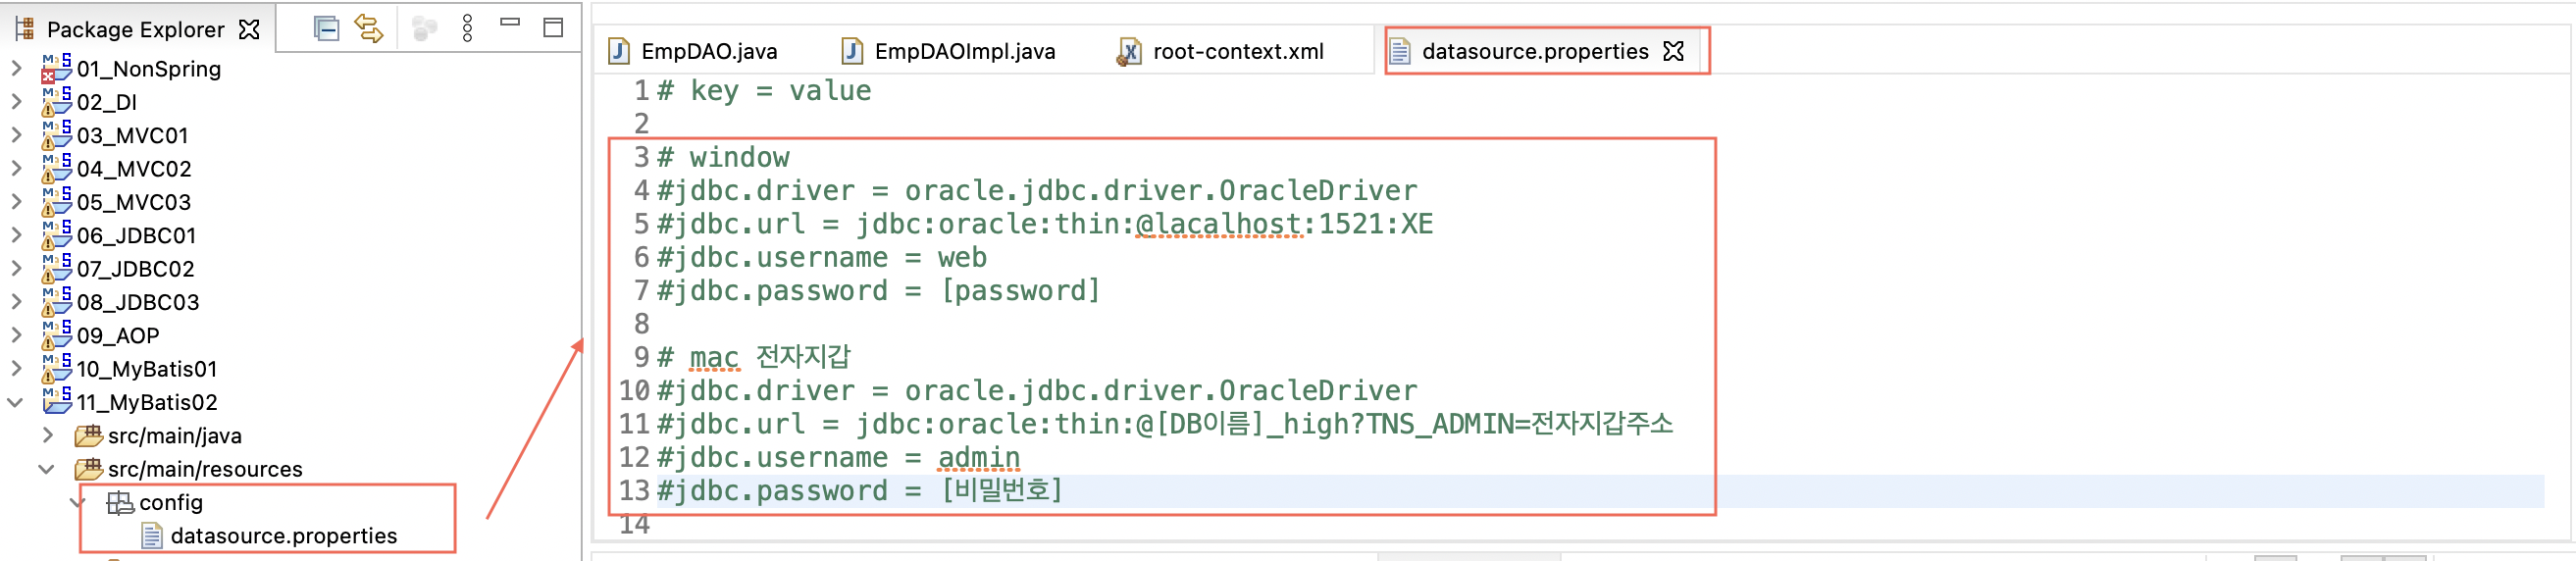 Package Explorer
01_NonSpring
02_DI
03_MVC01
04_MVC02
05_MVC03
06_JDBC01
07_JDBC02
08_JDBC03
09_AOP
10_MyBatis01
11_MyBatis02
src/main/java
src/main/resources
config
datasource.properties
EmpDAO.java EmpDAOImpl.java root-context.xml datasource.properties
1 # key = value
2
3 # window
4 #jdbc.driver = oracle.jdbc.driver.OracleDriver
5 #jdbc.url = jdbc:oracle:thin:@lacalhost:1521:XE
6 #jdbc.username = web
7 #jdbc.password = [password]
8
9 # mac 전자지갑
10 #jdbc.driver = oracle.jdbc.driver.OracleDriver
11 #jdbc.url = jdbc:oracle:thin:@[DB이름]_high?TNS_ADMIN=전자지갑주소
12 #jdbc.username = admin
13 #jdbc.password = [비밀번호]
14